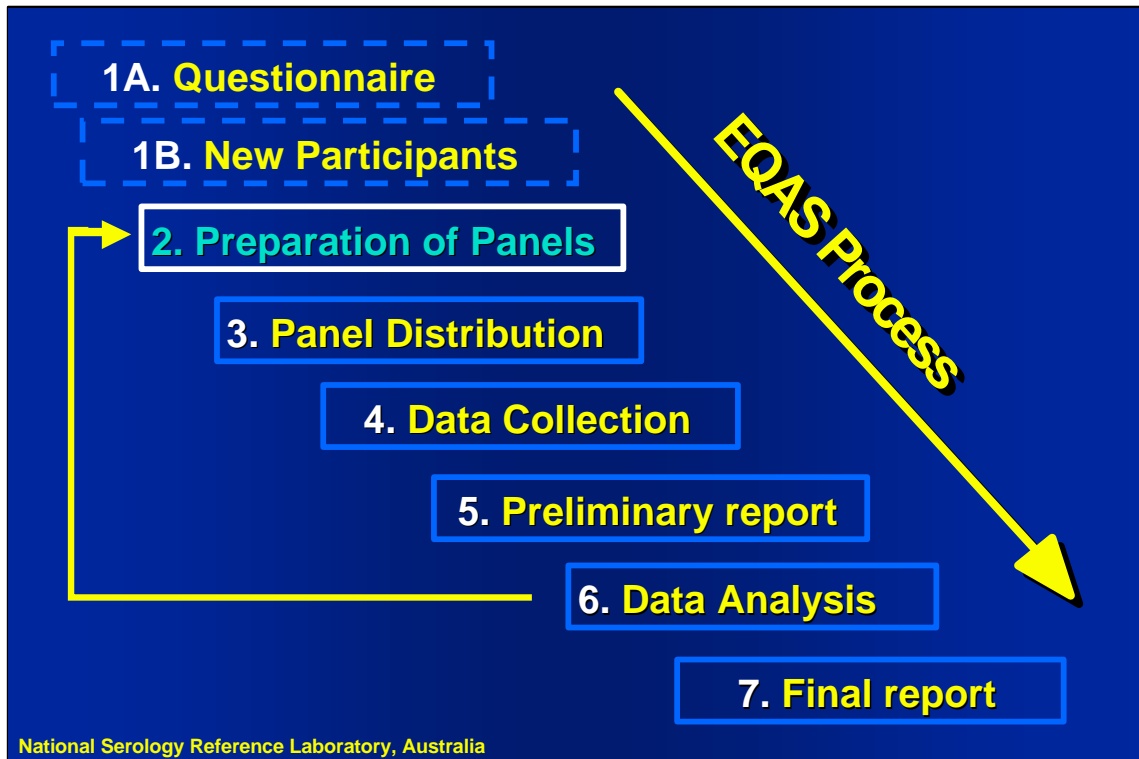 1A. Questionnaire
1B. New Participants
EQAS Process
2. Preparation of Panels
3. Panel Distribution
4. Data Collection
5. Preliminary report
6. Data Analysis
7. Final report
National Serology Reference Laboratory, Australia